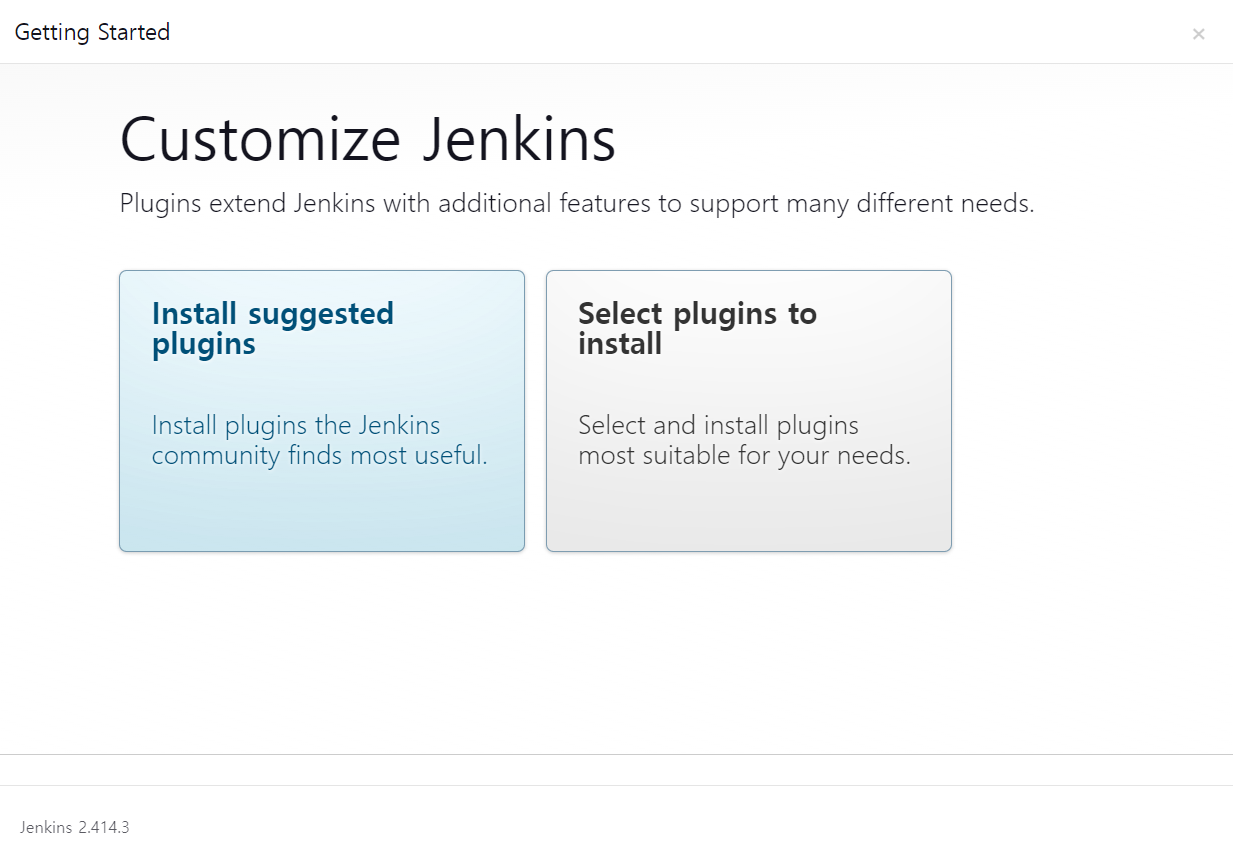 Getting Started
×
Customize Jenkins
Plugins extend Jenkins with additional features to support many different needs.
Install suggested
plugins
Install plugins the Jenkins
community finds most useful.
Select plugins to
install
Select and install plugins
most suitable for your needs.
Jenkins 2.414.3